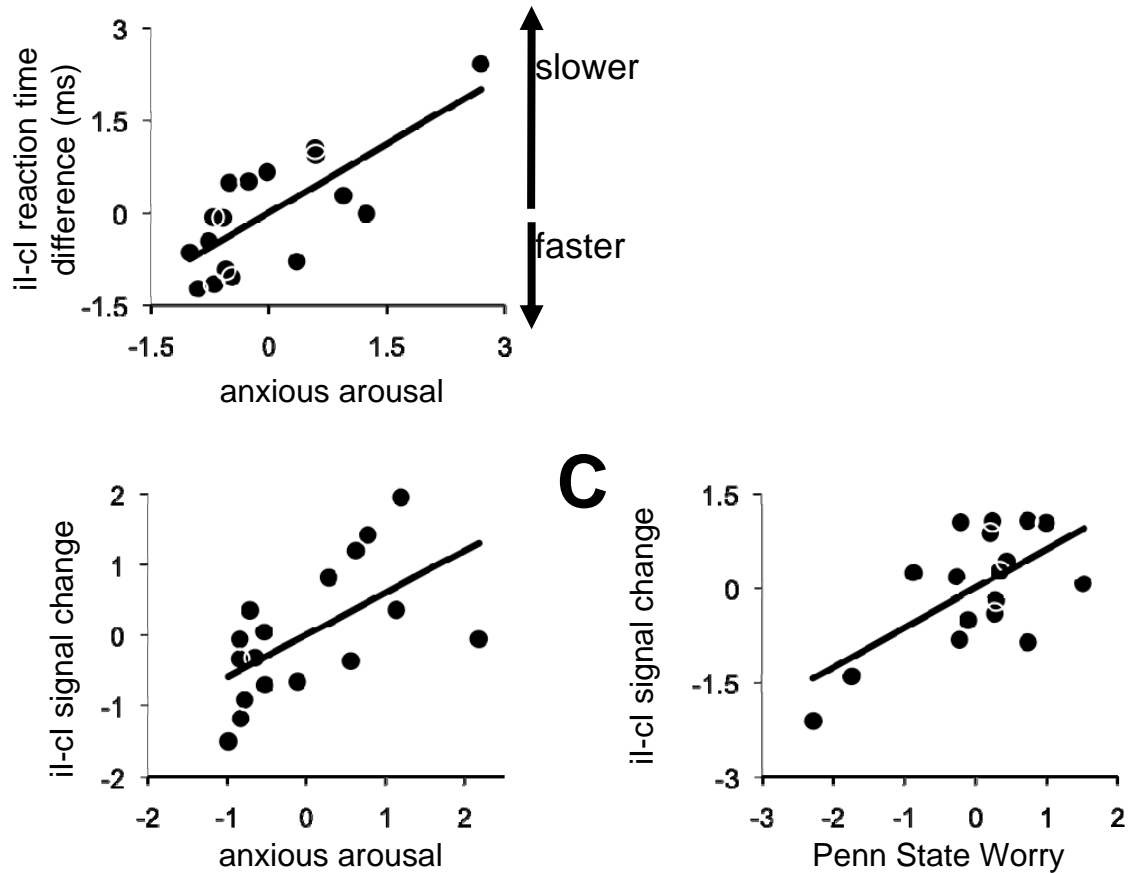 il-cl reaction time
difference (ms)
3
1.5
0
-1.5
-1.5 0 1.5 3
anxious arousal
slower
faster
il-cl signal change
2
1
0
-1
-2
-2 -1 0 1 2
anxious arousal
C
il-cl signal change
1.5
0
-1.5
-3
-3 -2 -1 0 1 2
Penn State Worry